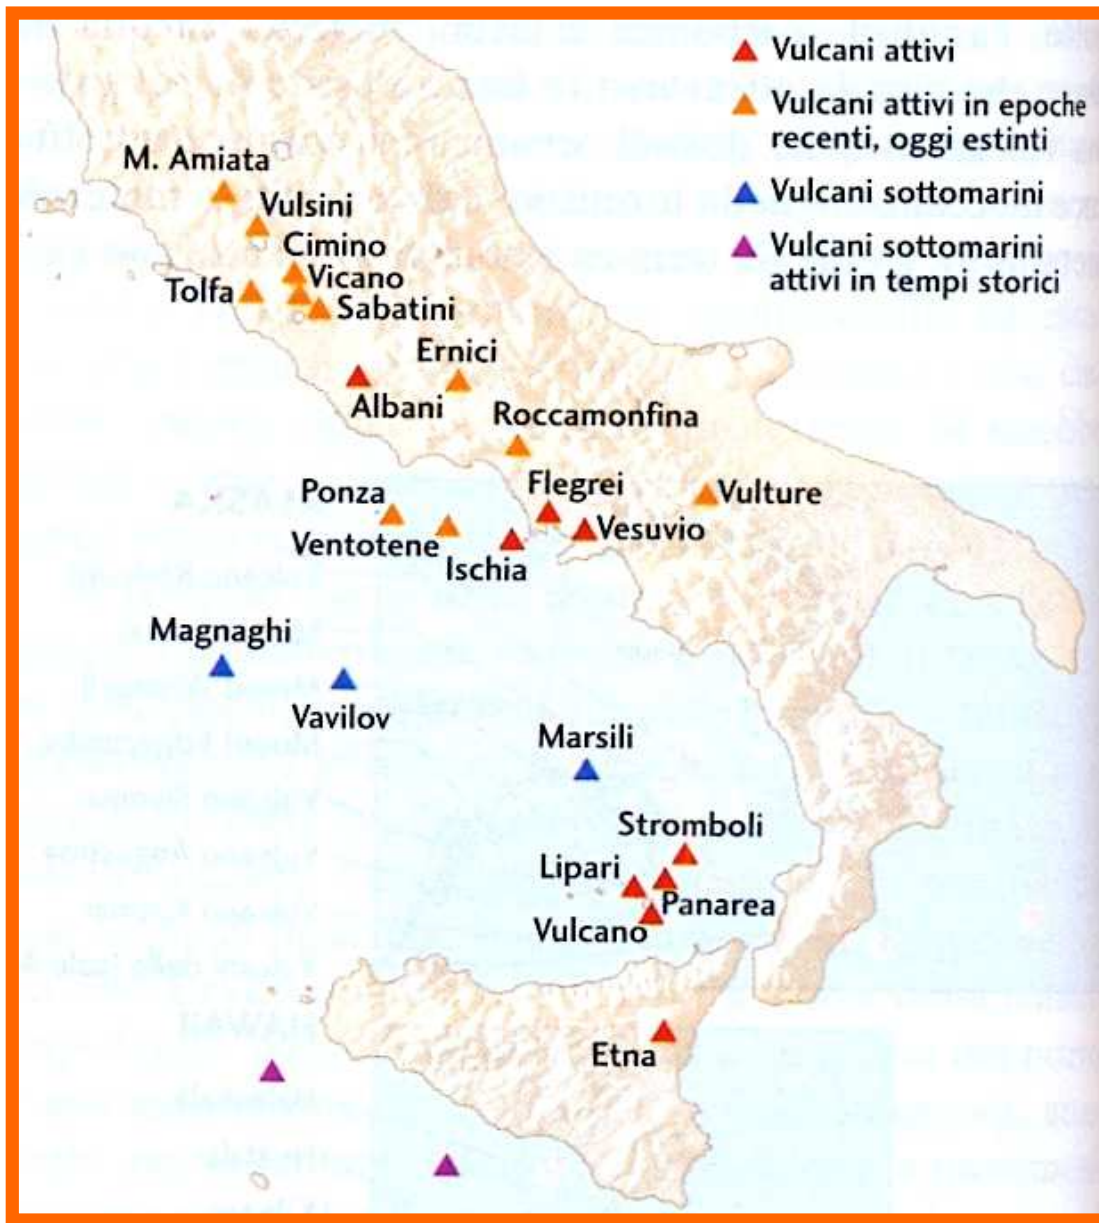 Vulcani attivi
Vulcani attivi in epoche
recenti, oggi estinti
Vulcani sottomarini
Vulcani sottomarini
attivi in tempi storici
M. Amiata
Vulsini
Cimino
Vicano
Tolfa
Sabatini
Ernici
Albani
Roccamonfina
Flegrei
Ponza
Vulture
Vesuvio
Ventotene
Ischia
Magnaghi
Vavilov
Marsili
Stromboli
Lipari
Panarea
Vulcano
Etna